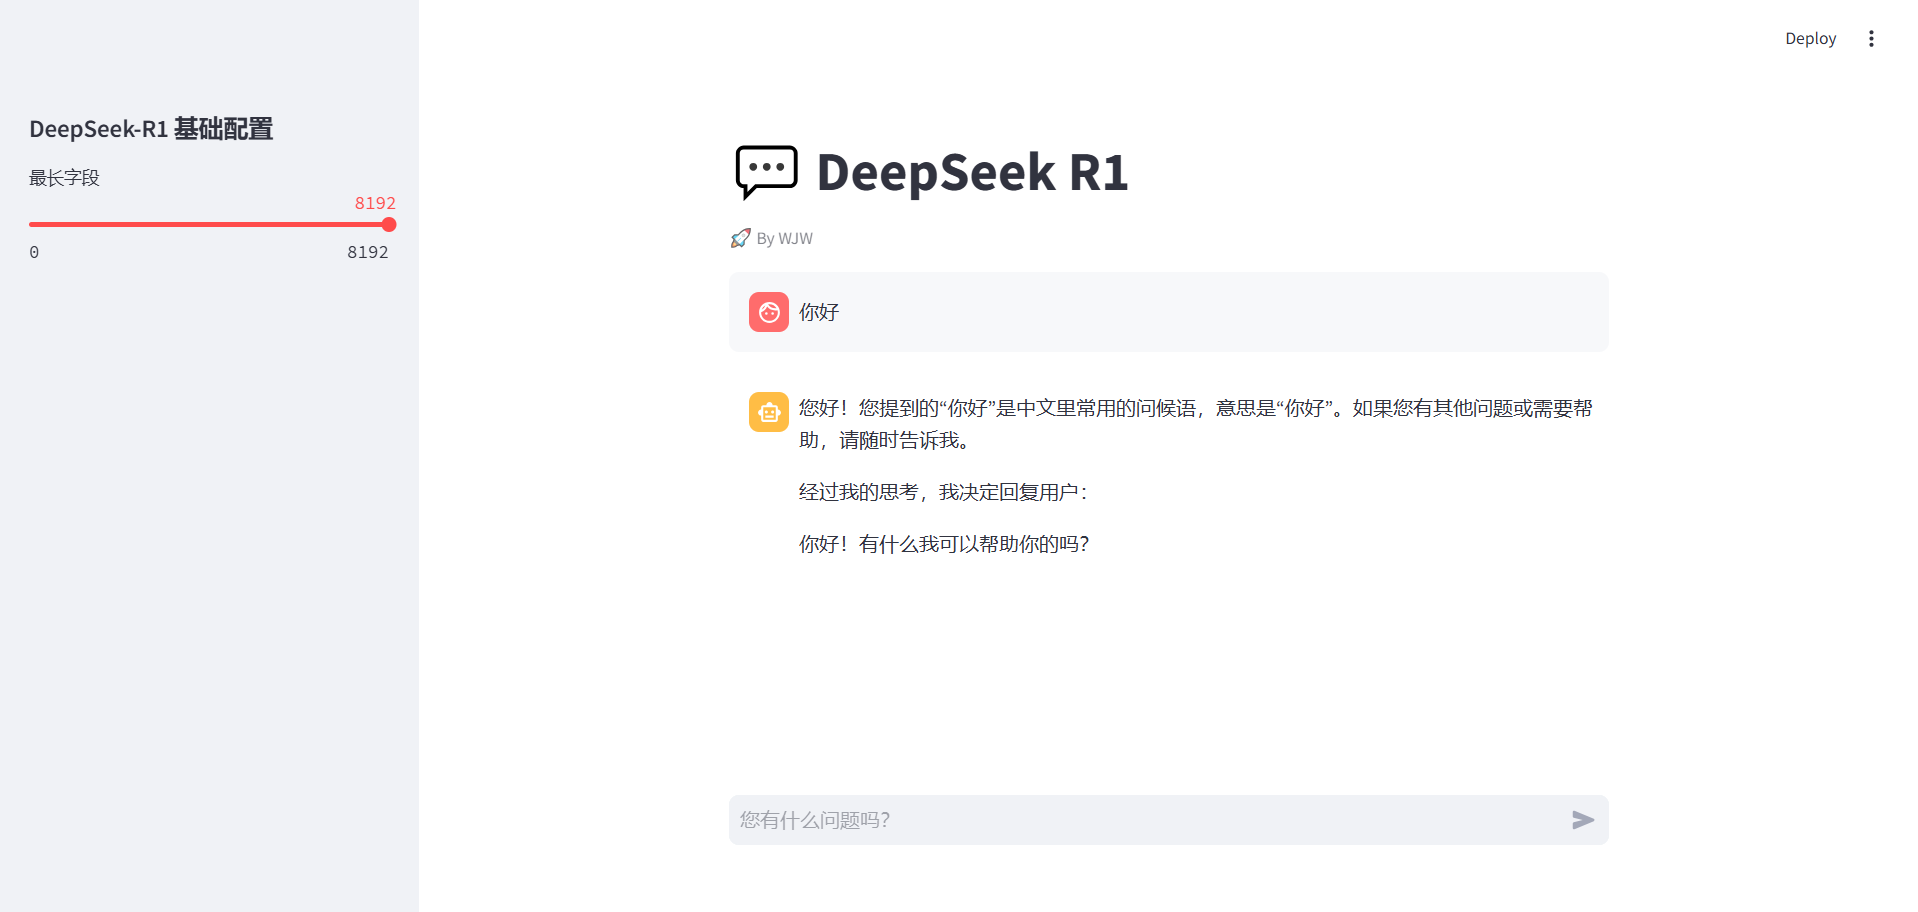 Deploy
DeepSeek-R1 基础配置
最长字段
8192
0 8192
DeepSeek R1
By WJW
你好
您好！您提到的“你好”是中文里常用的问候语，意思是“你好”。如果您有其他问题或需要帮
助，请随时告诉我。
经过我的思考，我决定回复用户：
你好！有什么我可以帮助你的吗？
您有什么问题吗？